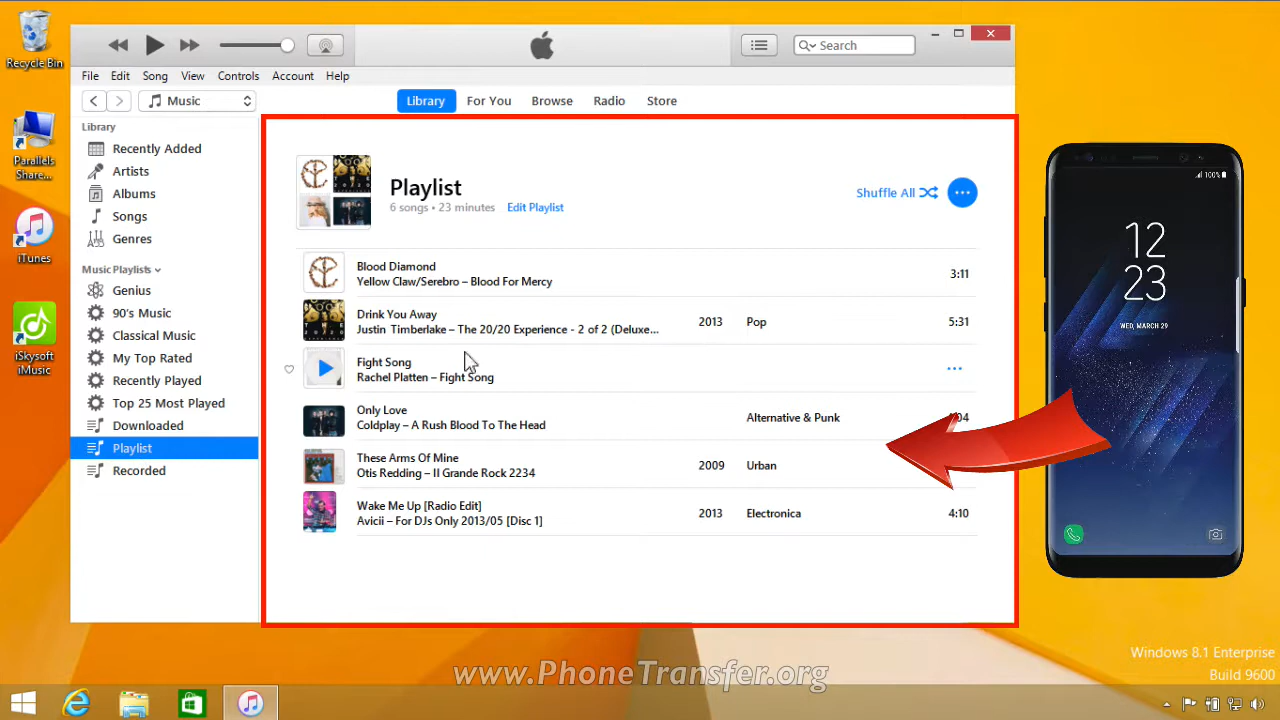 Recycle Bin
Parallels
Share...
iTunes
iSkysoft
iMusic
Search
File Edit Song View Controls Account Help
Music
Library For You Browse Radio Store
Library
Recently Added
Artists
Albums
Songs
Genres
Music Playlists
Genius
90's Music
Classical Music
My Top Rated
Recently Played
Top 25 Most Played
Downloaded
Playlist
Recorded
Playlist
6 songs • 23 minutes Edit Playlist
Shuffle All
Blood Diamond
Yellow Claw/Serebro – Blood For Mercy
3:11
Drink You Away
Justin Timberlake – The 20/20 Experience - 2 of 2 (Deluxe...
2013 Pop 5:31
Fight Song
Rachel Platten – Fight Song
Only Love
Coldplay – A Rush Blood To The Head
Alternative & Punk
These Arms Of Mine
Otis Redding – II Grande Rock 2234
2009 Urban
Wake Me Up [Radio Edit]
Avicii – For DJs Only 2013/05 [Disc 1]
2013 Electronica 4:10
100%
12
23
WED, MARCH 29
www.PhoneTransfer.org
Windows 8.1 Enterprise
Build 9600